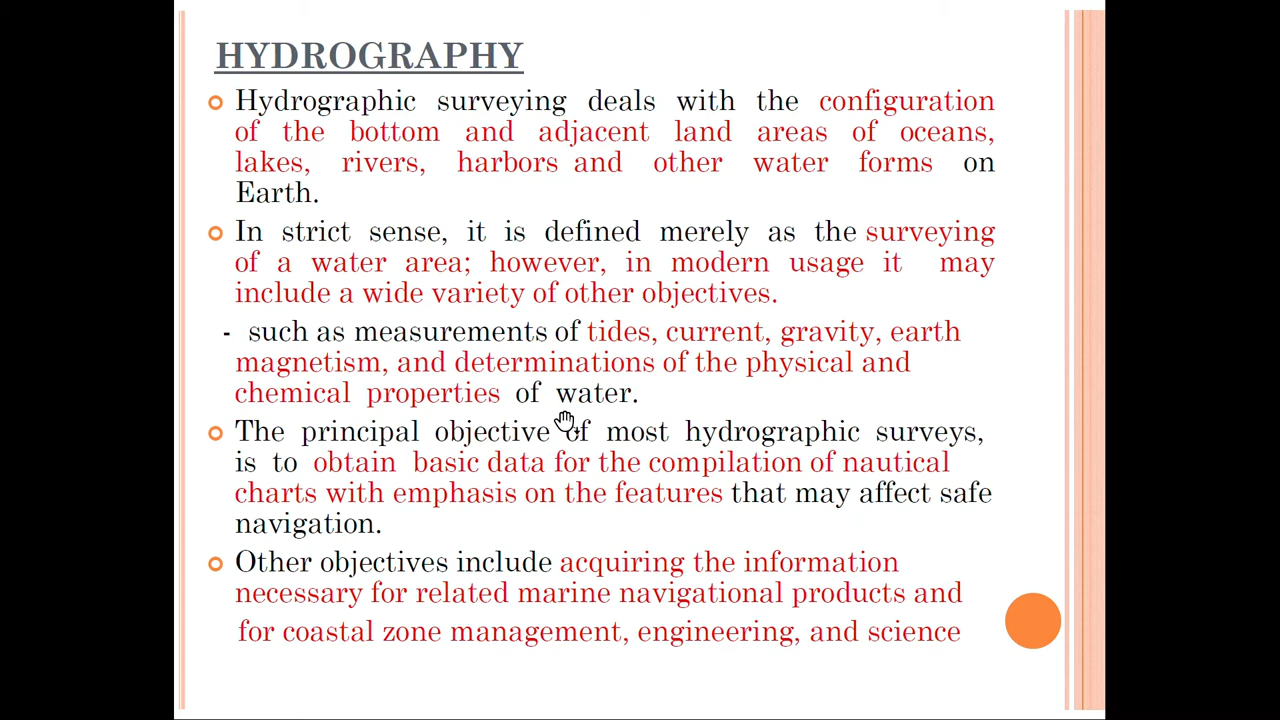 HYDROGRAPHY
Hydrographic surveying deals with the configuration
of the bottom and adjacent land areas of oceans,
lakes, rivers, harbors and other water forms on
Earth.
In strict sense, it is defined merely as the surveying
of a water area; however, in modern usage it may
include a wide variety of other objectives.
- such as measurements of tides, current, gravity, earth
magnetism, and determinations of the physical and
chemical properties of water.
The principal objective of most hydrographic surveys,
is to obtain basic data for the compilation of nautical
charts with emphasis on the features that may affect safe
navigation.
Other objectives include acquiring the information
necessary for related marine navigational products and
for coastal zone management, engineering, and science